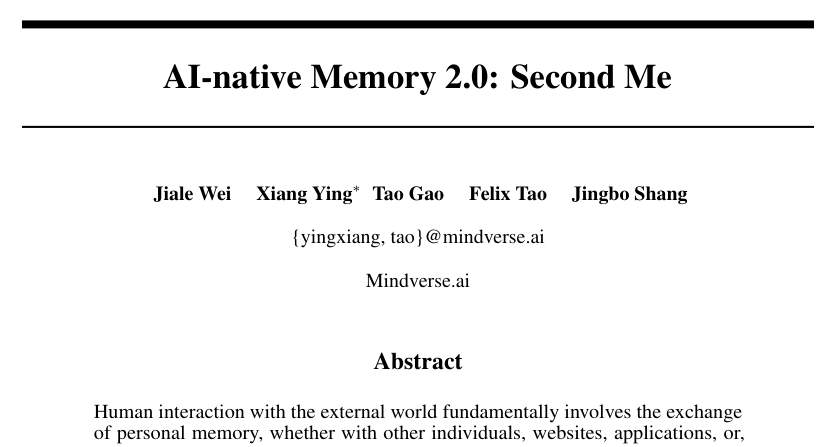 AI-native Memory 2.0: Second Me
Jiale Wei Xiang Ying* Tao Gao Felix Tao Jingbo Shang
{yingxiang, tao}@mindverse.ai
Mindverse.ai
Abstract
Human interaction with the external world fundamentally involves the exchange
of personal memory, whether with other individuals, websites, applications, or,